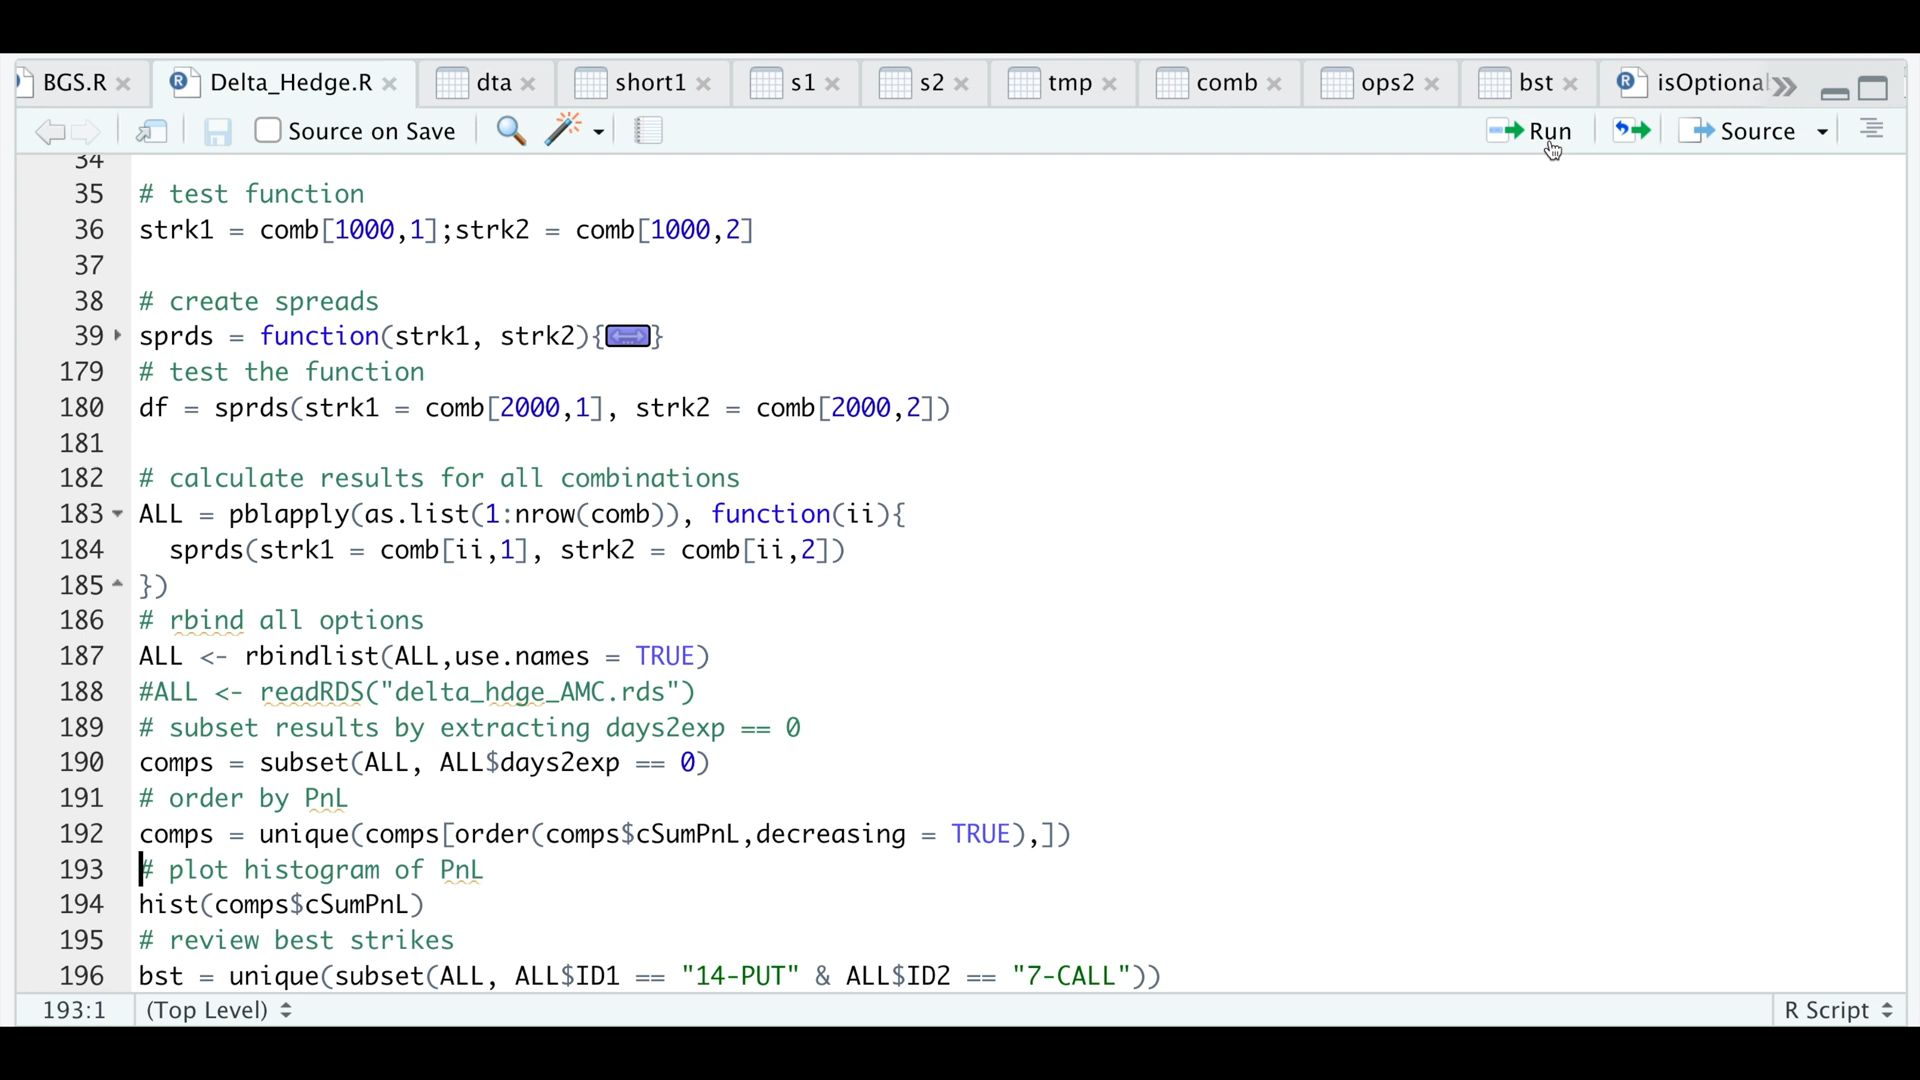 BGS.R Delta_Hedge.R dta short1 s1 s2 tmp comb ops2 bst isOptional
Source on Save Run Source
34
35 # test function
36 strk1 = comb[1000,1];strk2 = comb[1000,2]
37
38 # create spreads
39 sprds = function(strk1, strk2){...}
179 # test the function
180 df = sprds(strk1 = comb[2000,1], strk2 = comb[2000,2])
181
182 # calculate results for all combinations
183 ALL = pblapply(as.list(1:nrow(comb)), function(ii){
184   sprds(strk1 = comb[ii,1], strk2 = comb[ii,2])
185 })
186 # rbind all options
187 ALL <- rbindlist(ALL,use.names = TRUE)
188 #ALL <- readRDS("delta_hdge_AMC.rds")
189 # subset results by extracting days2exp == 0
190 comps = subset(ALL, ALL$days2exp == 0)
191 # order by PnL
192 comps = unique(comps[order(comps$cSumPnL,decreasing = TRUE),])
193 # plot histogram of PnL
194 hist(comps$cSumPnL)
195 # review best strikes
196 bst = unique(subset(ALL, ALL$ID1 == "14-PUT" & ALL$ID2 == "7-CALL"))
193:1 (Top Level) R Script